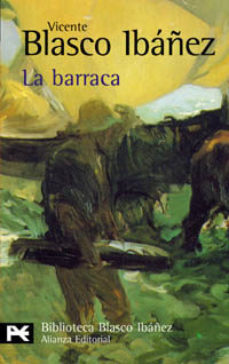 Vicente
Blasco Ibáñez
La barraca
Biblioteca Blasco Ibáñez
Alianza Editorial